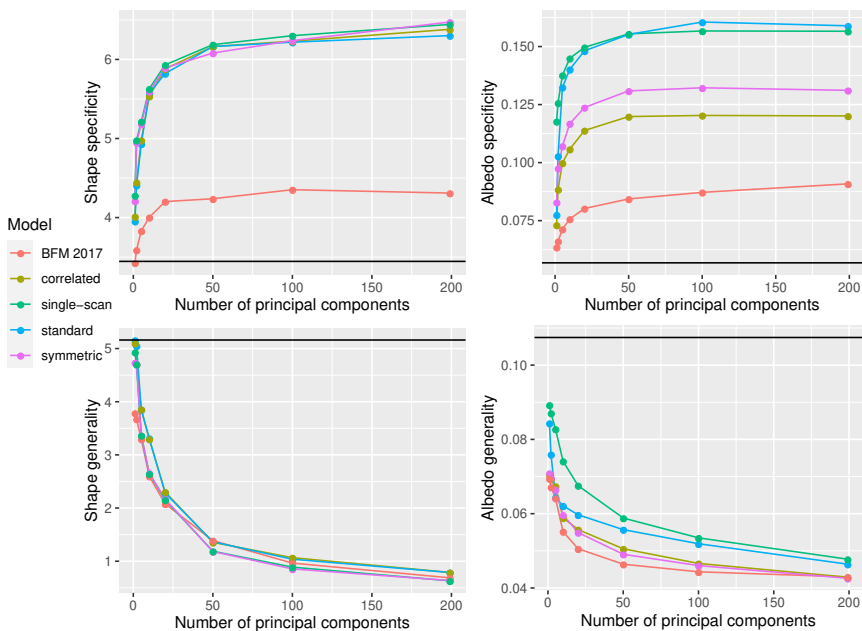 6
5
4
0
50
100
150
200
Number of principal components
Shape specificity
0.150
0.125
0.100
0.075
0
50
100
150
200
Number of principal components
Albedo specificity
Model
BFM 2017
correlated
single−scan
standard
symmetric
5
4
3
2
1
0
50
100
150
200
Number of principal components
Shape generality
0.10
0.08
0.06
0.04
0
50
100
150
200
Number of principal components
Albedo generality